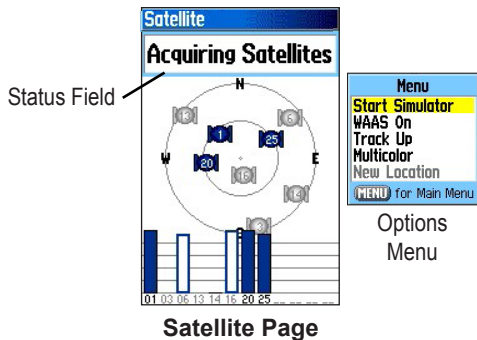 Satellite
Acquiring Satellites
Status Field
N
13
6
1
25
W
E
20
16
14
3
01 03 06 13 14 16 20 25
Menu
Start Simulator
WAAS On
Track Up
Multicolor
New Location
MENU for Main Menu
Options
Menu
Satellite Page